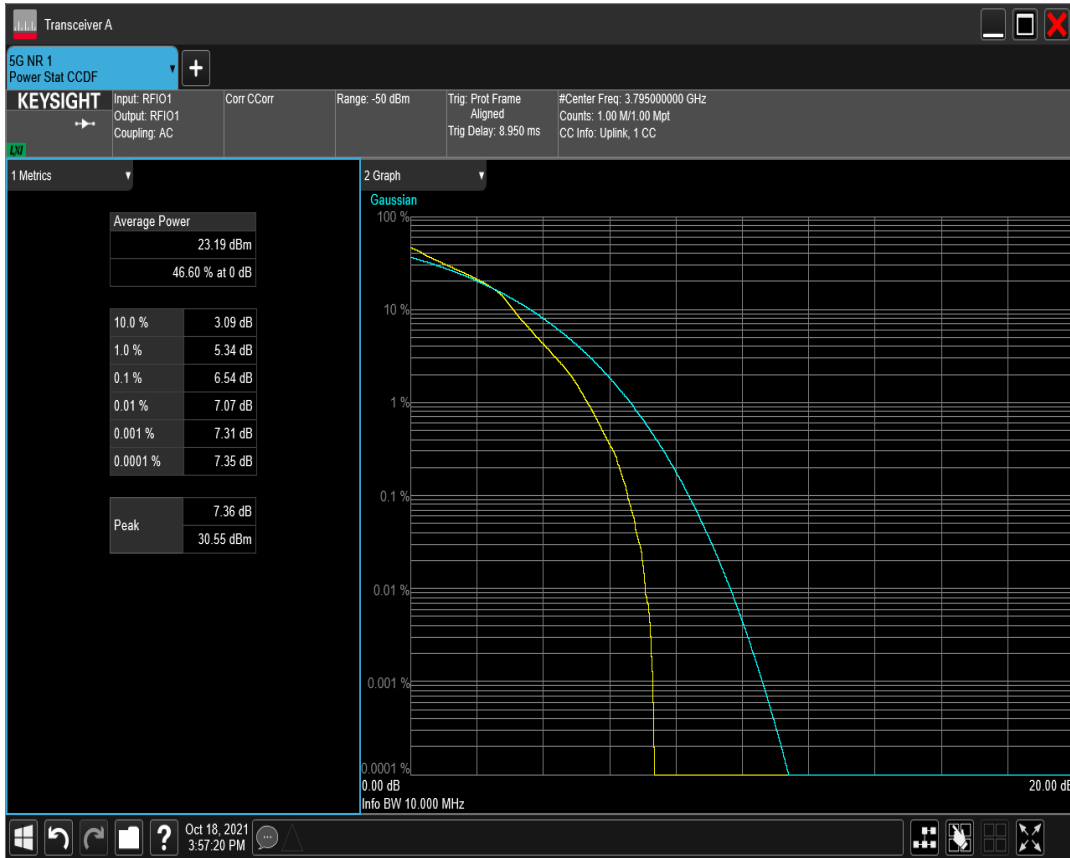 Transceiver A
5G NR 1
Power Stat CCDF
KEYSIGHT
LXI
Input: RFIO1
Output: RFIO1
Coupling: AC
Corr CCorr
Range: -50 dBm
Trig: Prot Frame
Aligned
Trig Delay: 8.950 ms
#Center Freq: 3.795000000 GHz
Counts: 1.00 M/1.00 Mpt
CC Info: Uplink, 1 CC
1 Metrics
Average Power
23.19 dBm
46.60 % at 0 dB
10.0 % 3.09 dB
1.0 % 5.34 dB
0.1 % 6.54 dB
0.01 % 7.07 dB
0.001 % 7.31 dB
0.0001 % 7.35 dB
Peak
7.36 dB
30.55 dBm
2 Graph
Gaussian
100 %
10 %
1 %
0.1 %
0.01 %
0.001 %
0.0001 %
0.00 dB 20.00 dB
Info BW 10.000 MHz
Oct 18, 2021
3:57:20 PM